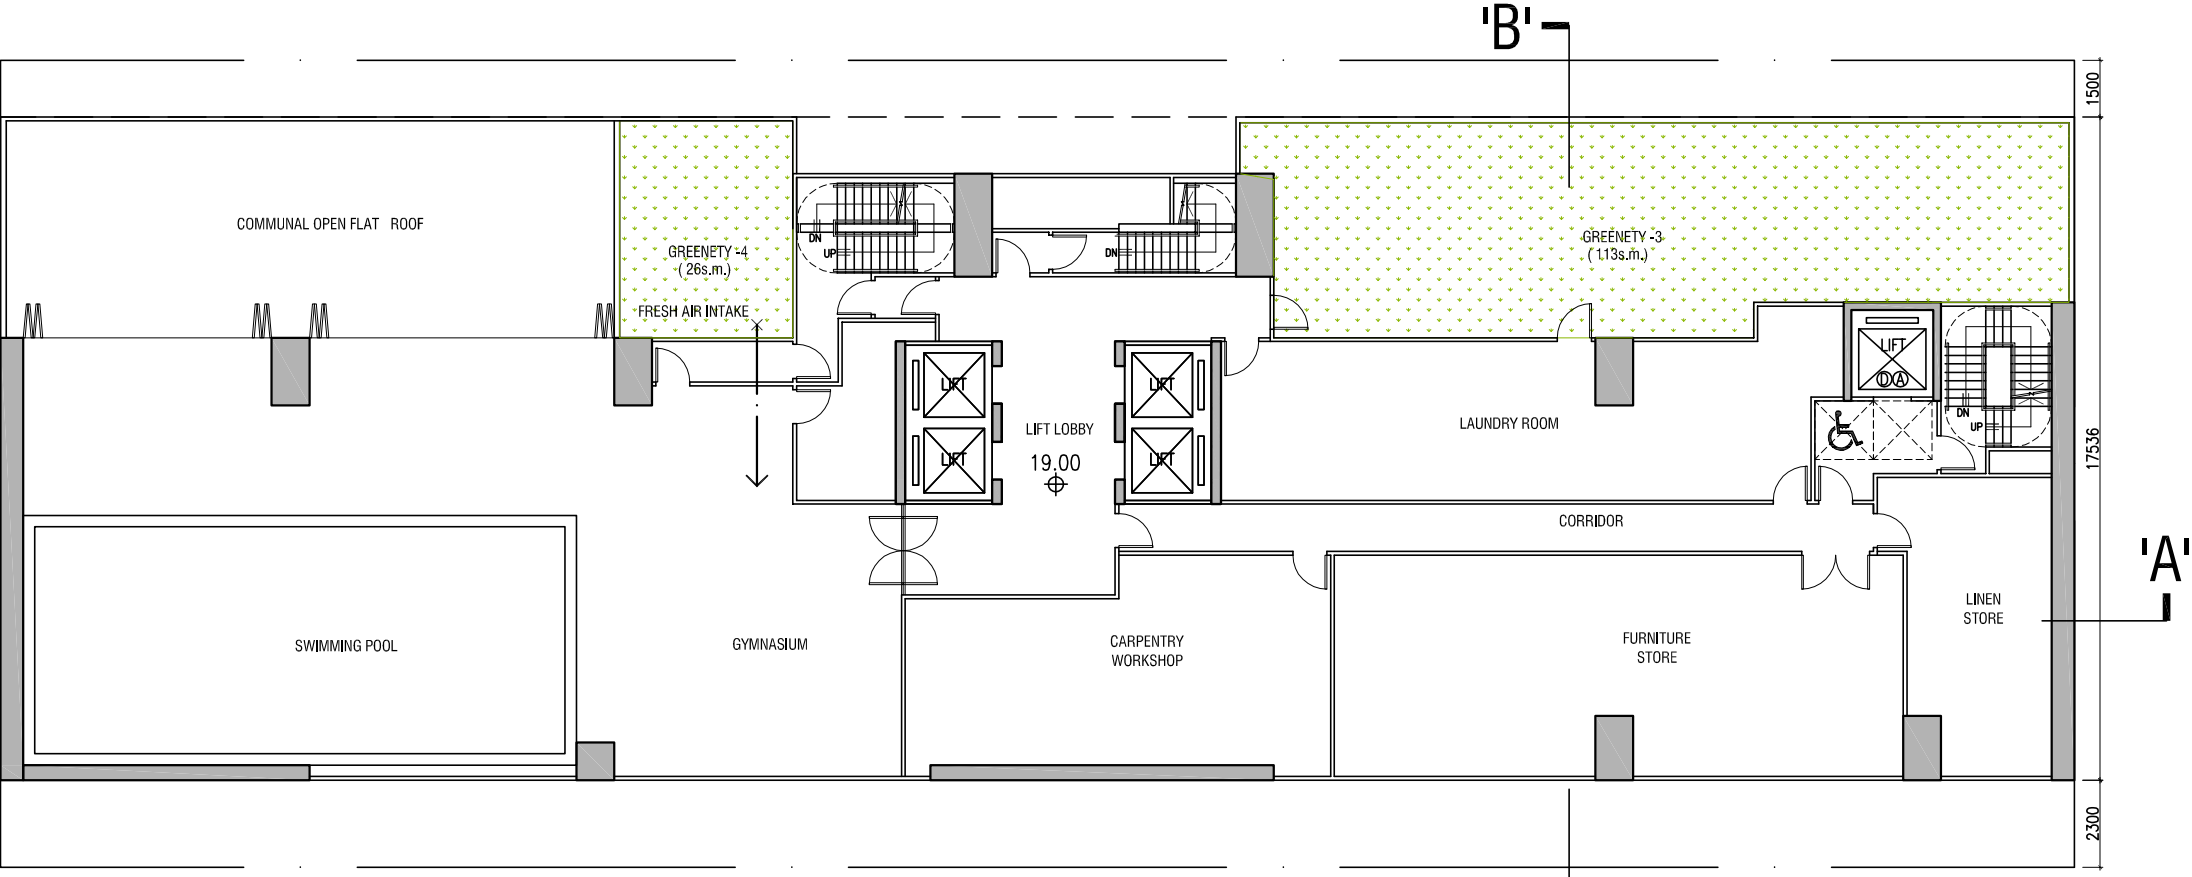 'B'
1500
COMMUNAL OPEN FLAT ROOF
GREENETY -4
( 26s.m.)
FRESH AIR INTAKE
DN
UP
DN
GREENETY -3
( 113s.m.)
LIFT
DA
DN
UP
LIFT
LIFT
LIFT
LIFT
LIFT LOBBY
19.00
LAUNDRY ROOM
17536
CORRIDOR
'A'
SWIMMING POOL
GYMNASIUM
CARPENTRY
WORKSHOP
FURNITURE
STORE
LINEN
STORE
2300